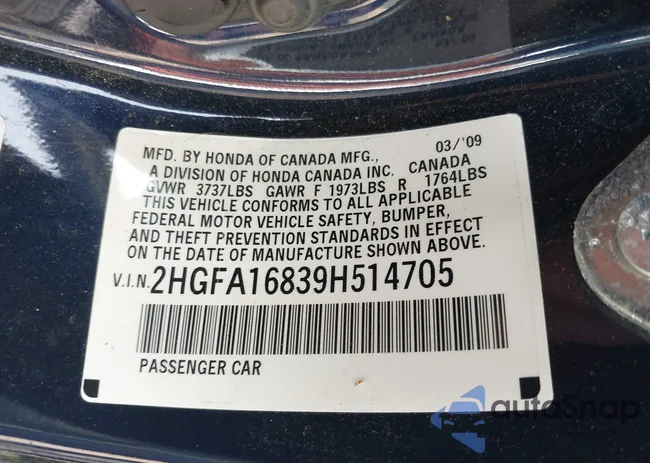 MFD. BY HONDA OF CANADA MFG., 03/'09
A DIVISION OF HONDA CANADA INC. CANADA
GVWR 3737LBS GAWR F 1973LBS R 1764LBS
THIS VEHICLE CONFORMS TO ALL APPLICABLE
FEDERAL MOTOR VEHICLE SAFETY, BUMPER,
AND THEFT PREVENTION STANDARDS IN EFFECT
ON THE DATE OF MANUFACTURE SHOWN ABOVE.
V.I.N. 2HGFA16839H514705
PASSENGER CAR
autoSnap